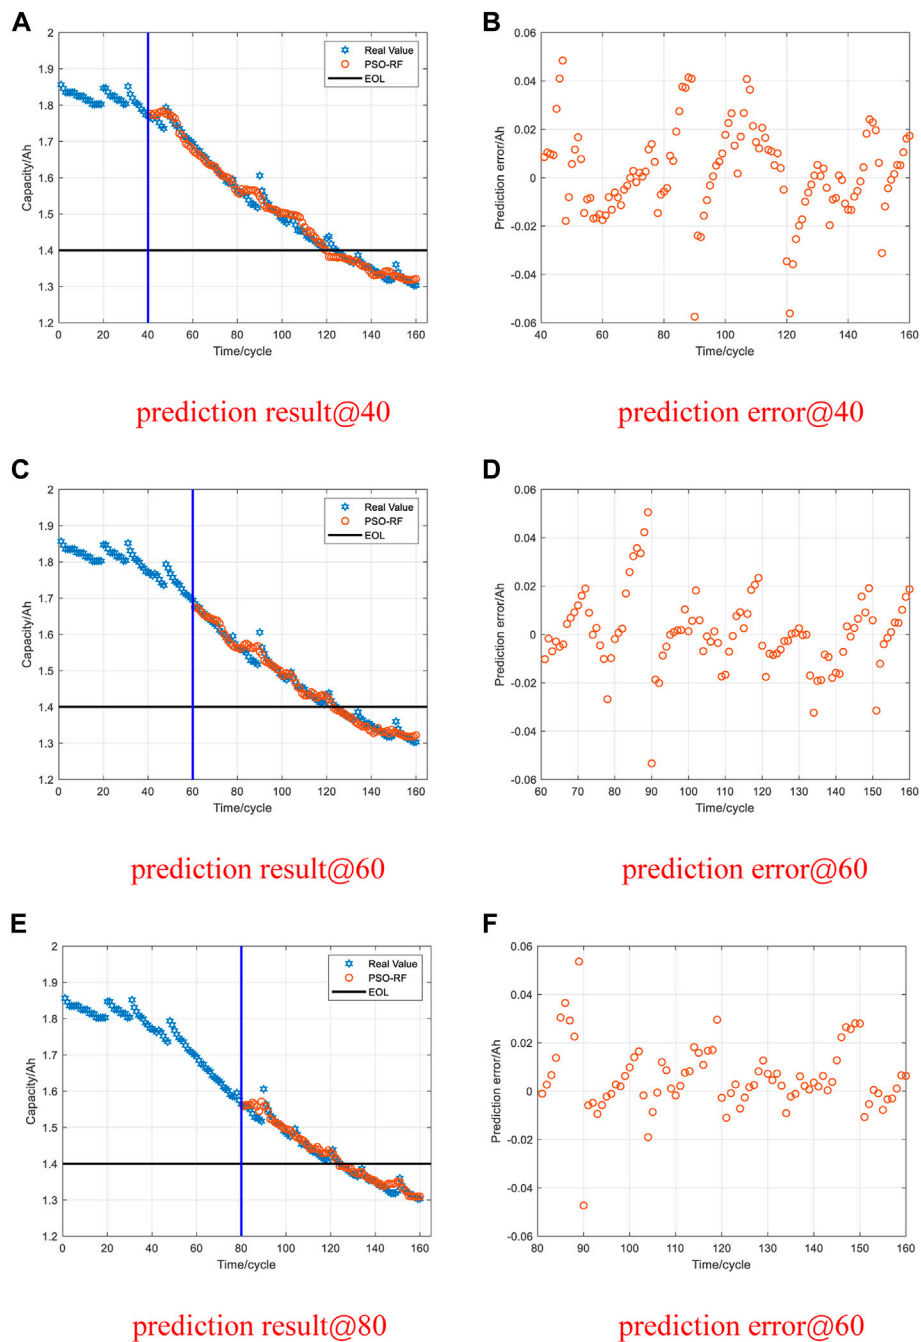 A
2
1.9
1.8
1.7
1.6
1.5
1.4
1.3
1.2
Capacity/Ah
0 20 40 60 80 100 120 140 160
Time/cycle
Real Value
PSO-RF
EOL
prediction result@40
B
0.06
0.04
0.02
0
-0.02
-0.04
-0.06
Prediction error/Ah
40 60 80 100 120 140 160
Time/cycle
prediction error@40
C
2
1.9
1.8
1.7
1.6
1.5
1.4
1.3
1.2
Capacity/Ah
0 20 40 60 80 100 120 140 160
Time/cycle
Real Value
PSO-RF
EOL
prediction result@60
D
0.06
0.04
0.02
0
-0.02
-0.04
-0.06
Prediction error/Ah
60 70 80 90 100 110 120 130 140 150 160
Time/cycle
prediction error@60
E
2
1.9
1.8
1.7
1.6
1.5
1.4
1.3
1.2
Capacity/Ah
0 20 40 60 80 100 120 140 160
Time/cycle
Real Value
PSO-RF
EOL
prediction result@80
F
0.06
0.04
0.02
0
-0.02
-0.04
-0.06
Prediction error/Ah
80 90 100 110 120 130 140 150 160
Time/cycle
prediction error@60